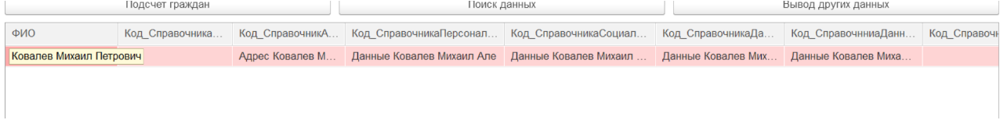 Подсчет граждан Поиск данных Вывод других данных
ФИО Код_Справочника... Код_СправочникА... Код_СправочникаПерсонал... Код_СправочникаСоциал... Код_СправочникаДа... Код_СправочнниаДанн... Код_Справочн
Ковалев Михаил Петрович Адрес Ковалев М... Данные Ковалев Михаил Але Данные Ковалев Михаил ... Данные Ковалев Мих... Данные Ковалев Миха...